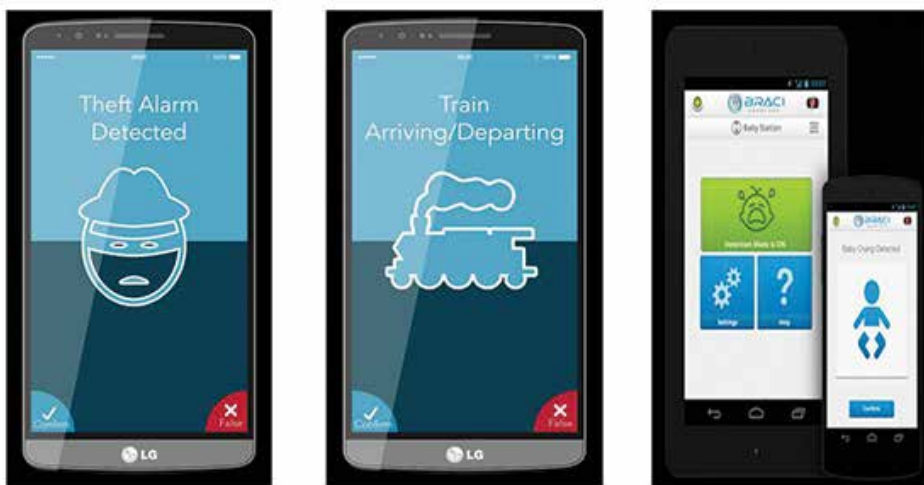 Theft Alarm
Detected
Confirm
False
LG
Train
Arriving/Departing
Confirm
False
LG
BRACI
Baby Station
Settings
Help
BRACI
Baby Crying Detected
Confirm